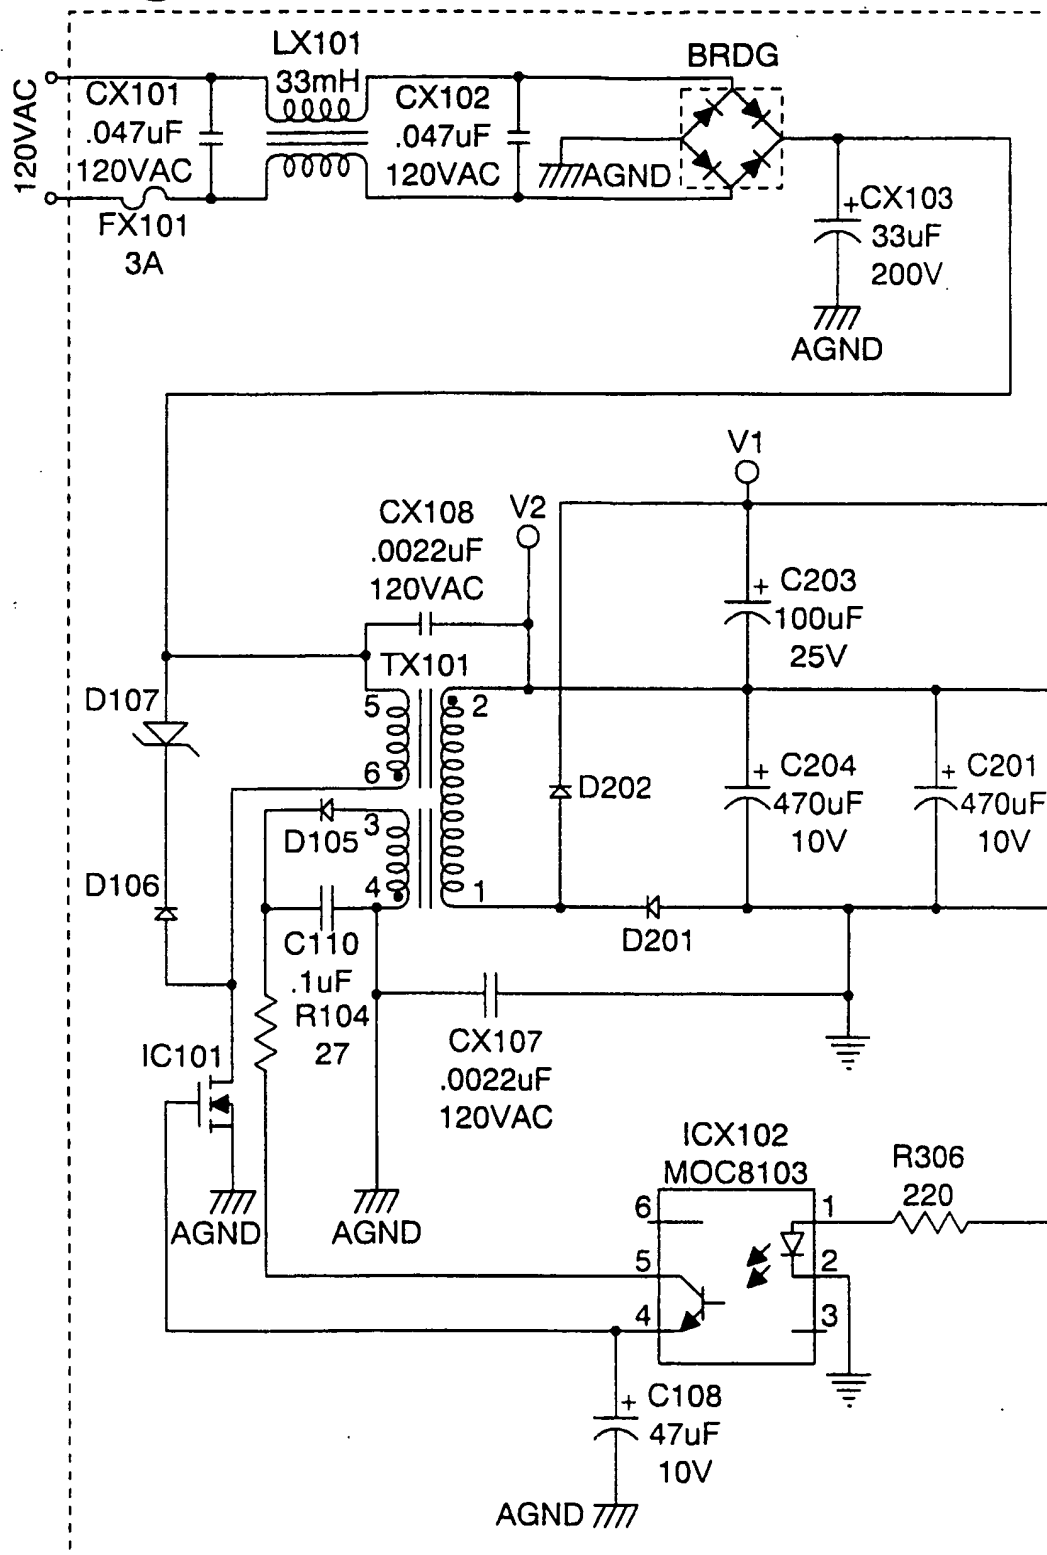 LX101
33mH
BRDG
120VAC
CX101
.047uF
120VAC
CX102
.047uF
120VAC
AGND
FX101
3A
+CX103
33uF
200V
AGND
V1
V2
CX108
.0022uF
120VAC
+ C203
100uF
25V
TX101
D107
5
2
6
D202
+ C204
470uF
10V
+ C201
470uF
10V
D105
3
4
1
D106
C110
.1uF
R104
27
D201
IC101
CX107
.0022uF
120VAC
AGND
AGND
ICX102
MOC8103
R306
220
6
1
5
2
4
3
+ C108
47uF
10V
AGND